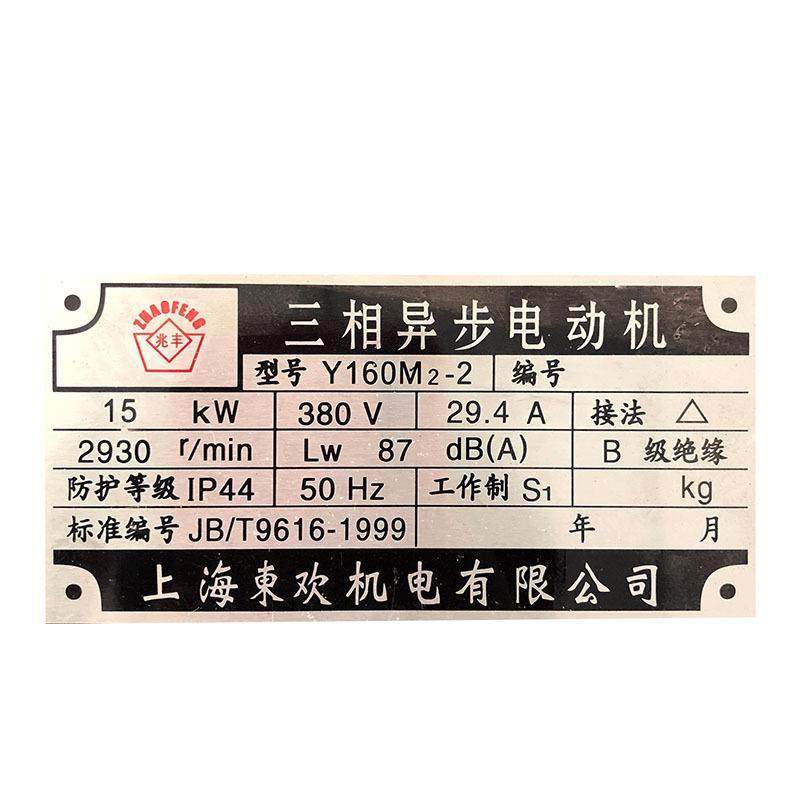 ZHAOFENG
兆丰
三相异步电动机
型号 Y160M2-2 编号
15 kW 380 V 29.4 A 接法 △
2930 r/min Lw 87 dB(A) B 级绝缘
防护等级 IP44 50 Hz 工作制 S1 kg
标准编号 JB/T9616-1999 年 月
上海東欢机电有限公司